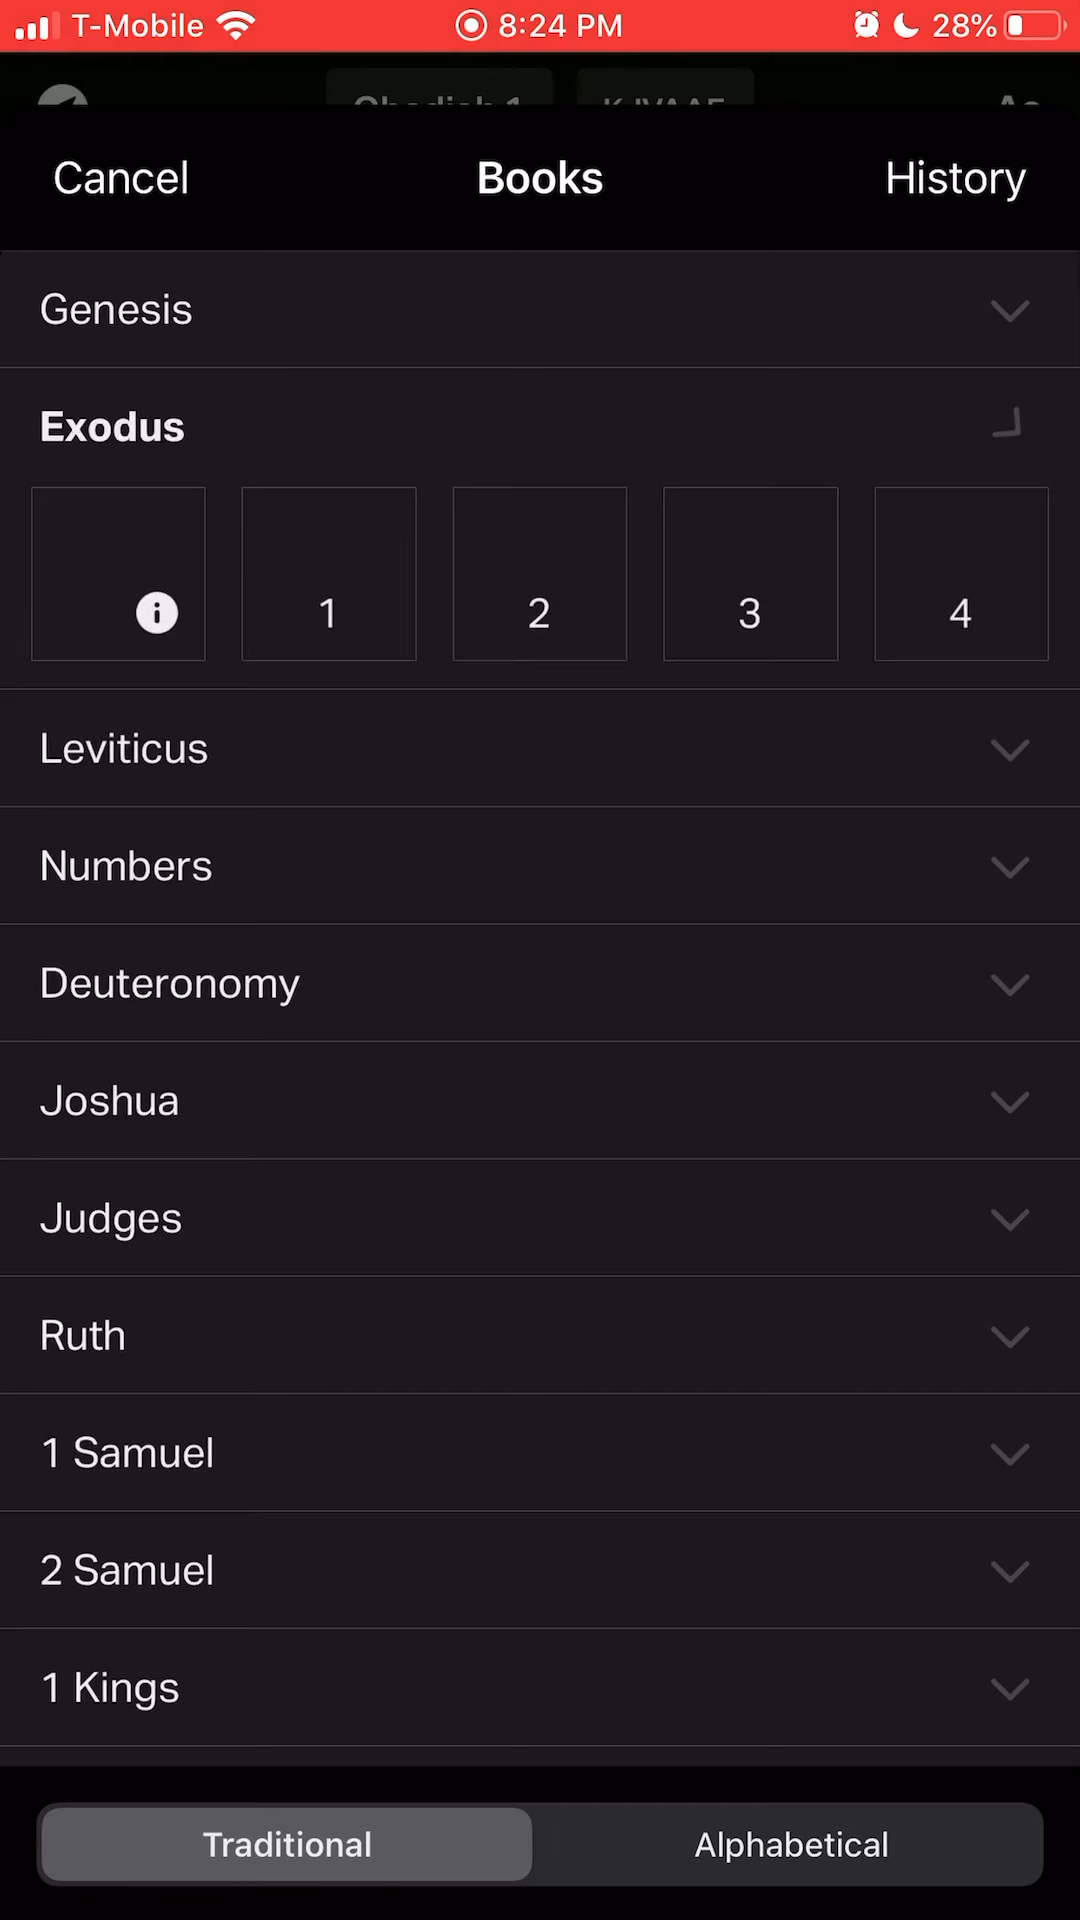 T-Mobile 8:24 PM 28%
Cancel Books History
Genesis
Exodus
1 2 3 4
Leviticus
Numbers
Deuteronomy
Joshua
Judges
Ruth
1 Samuel
2 Samuel
1 Kings
Traditional Alphabetical